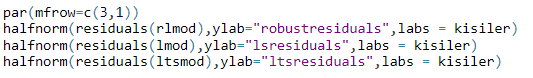 par(mfrow=c(3,1))
halfnorm(residuals(rlmod),ylab="robustresiduals",labs = kisiler)
halfnorm(residuals(lmod),ylab="lsresiduals",labs = kisiler)
halfnorm(residuals(ltsmod),ylab="ltsresiduals",labs = kisiler)